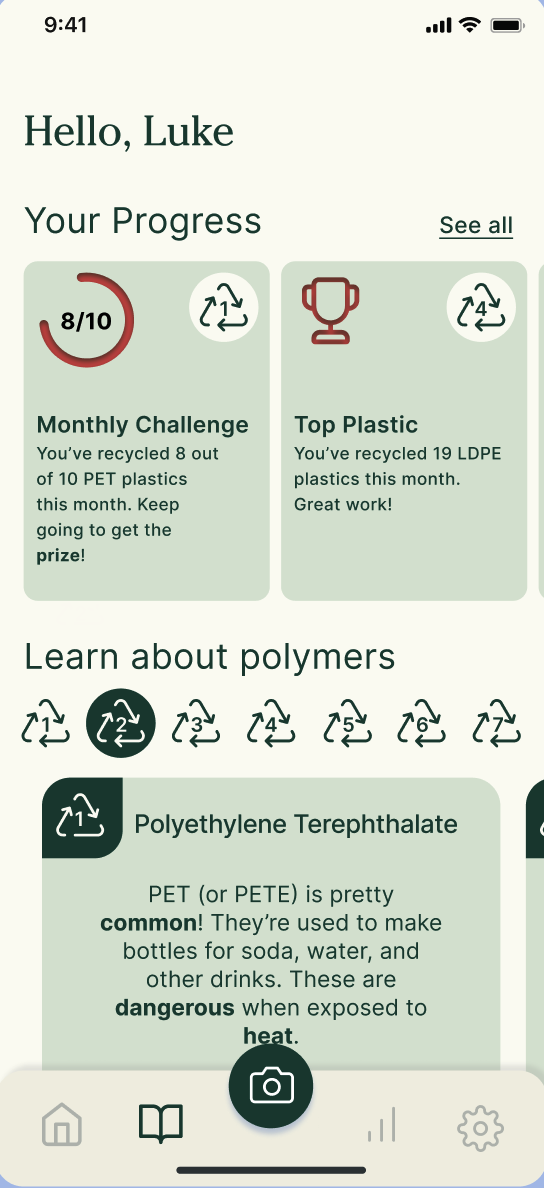 9:41
Hello, Luke
Your Progress
See all
8/10
1
4
Monthly Challenge
You’ve recycled 8 out
of 10 PET plastics
this month. Keep
going to get the
prize!
Top Plastic
You’ve recycled 19 LDPE
plastics this month.
Great work!
Learn about polymers
1 2 3 4 5 6 7
1
Polyethylene Terephthalate
PET (or PETE) is pretty
common! They’re used to make
bottles for soda, water, and
other drinks. These are
dangerous when exposed to
heat.